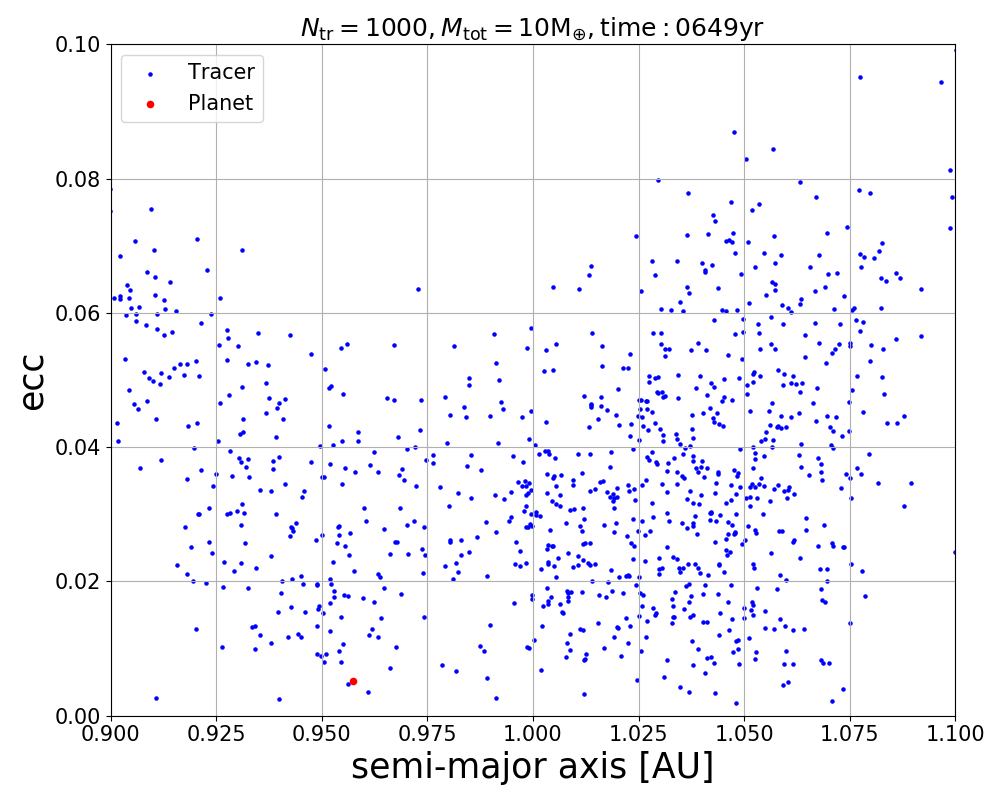 N_tr = 1000, M_tot = 10M_⊕, time : 0649yr
Tracer
Planet
ecc
0.10
0.08
0.06
0.04
0.02
0.00
0.900 0.925 0.950 0.975 1.000 1.025 1.050 1.075 1.100
semi-major axis [AU]